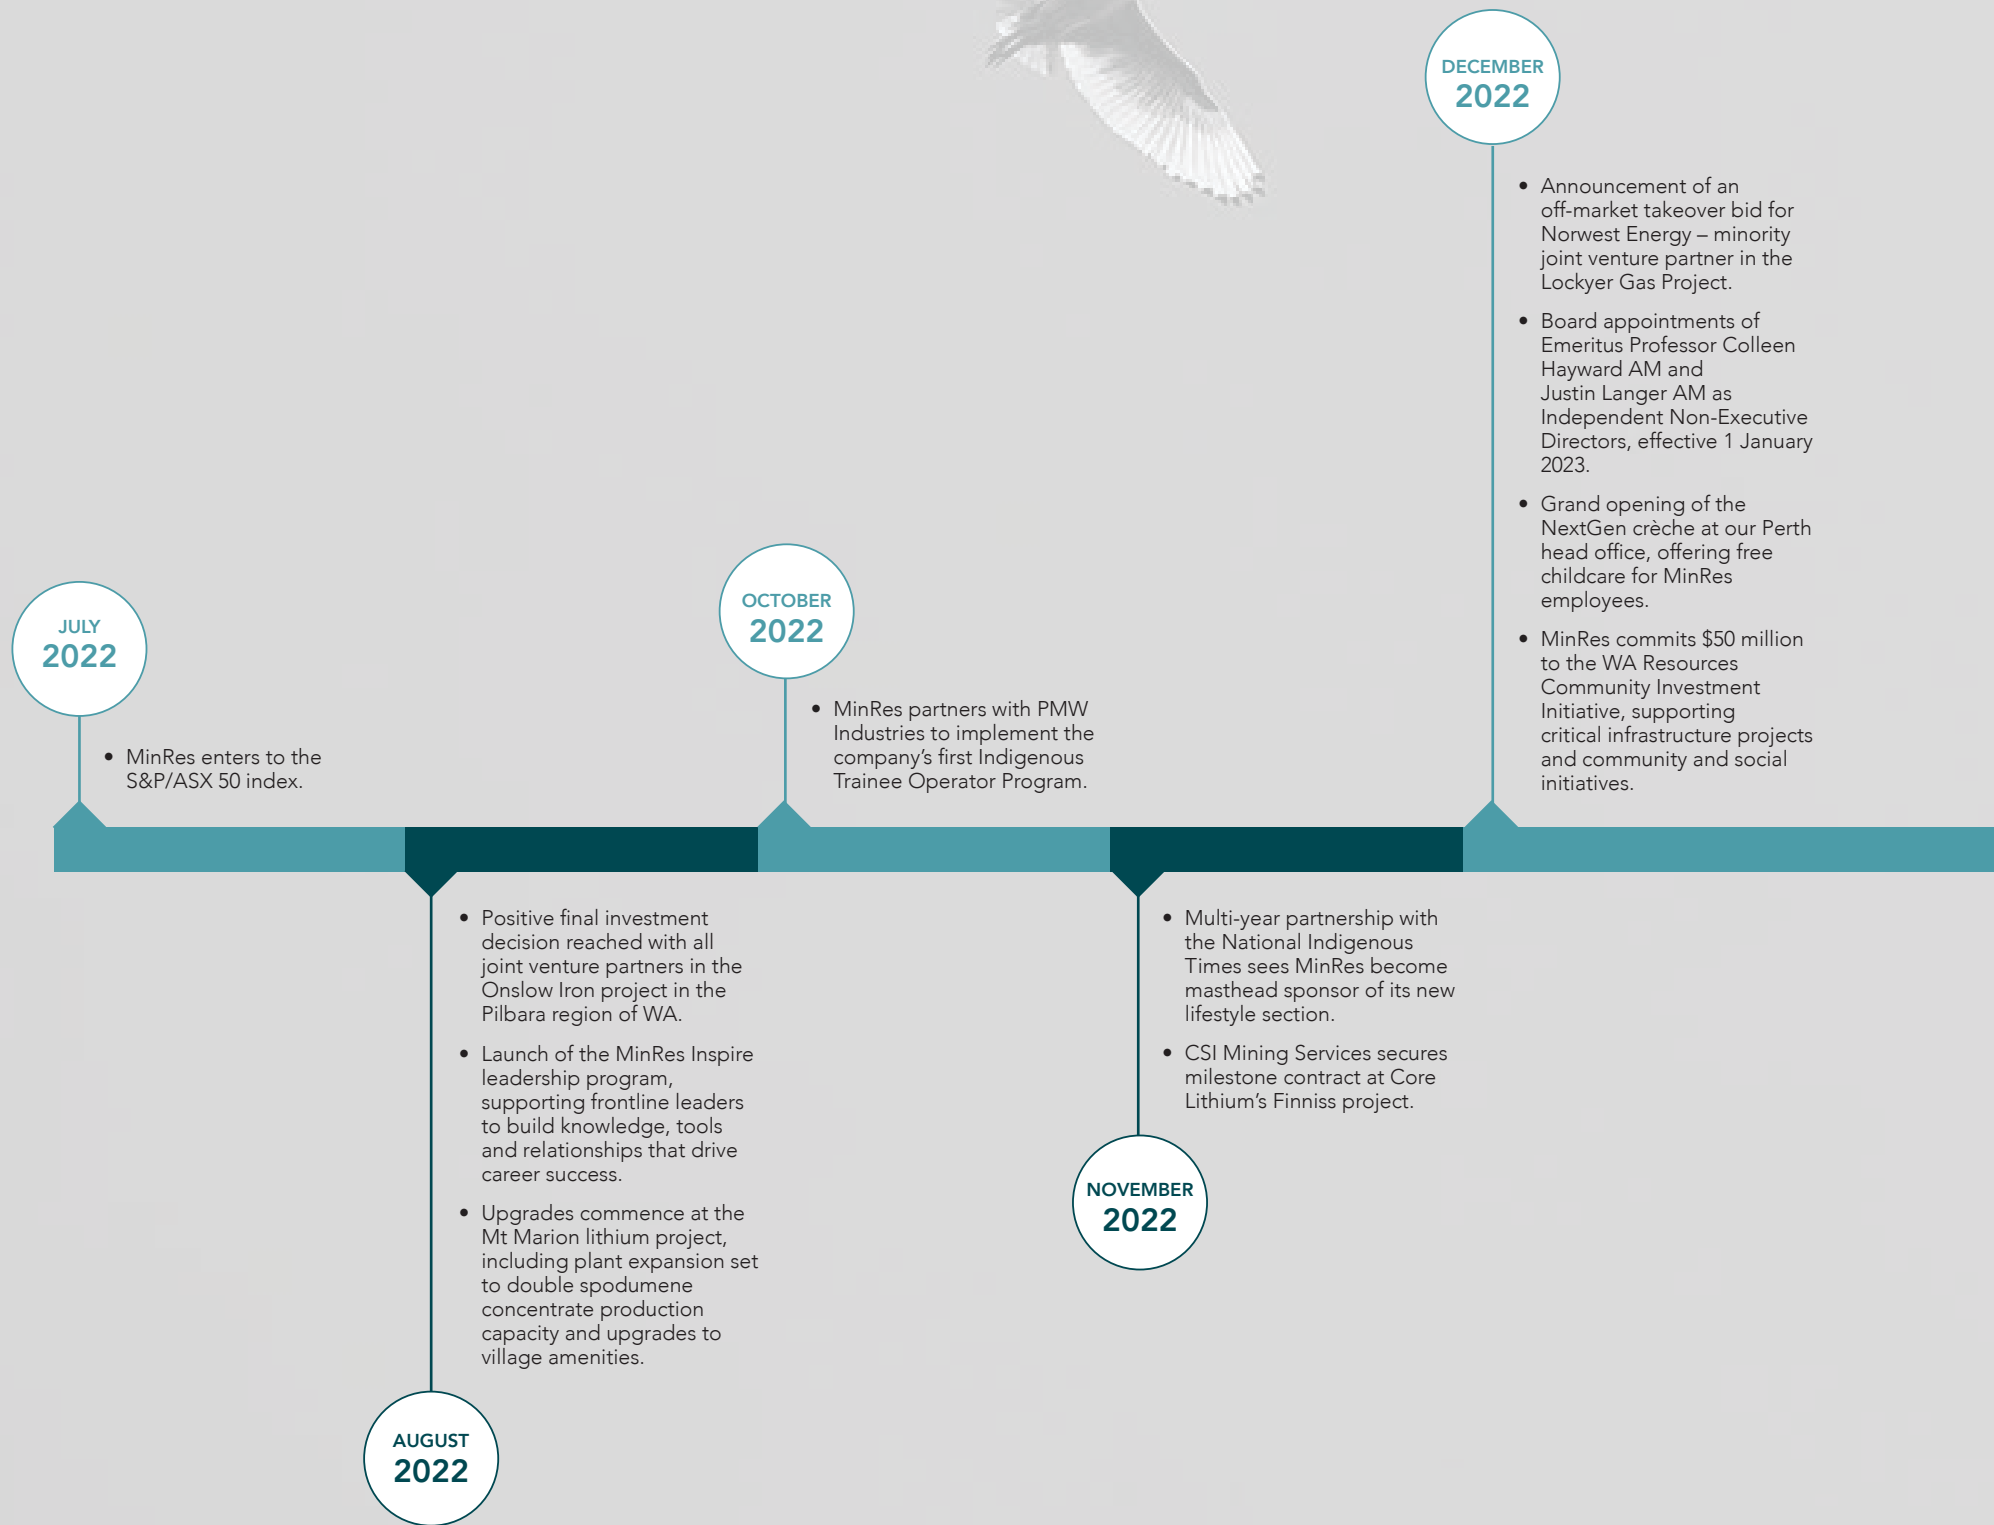 JULY
2022
• MinRes enters to the
S&P/ASX 50 index.
AUGUST
2022
• Positive final investment
decision reached with all
joint venture partners in the
Onslow Iron project in the
Pilbara region of WA.
• Launch of the MinRes Inspire
leadership program,
supporting frontline leaders
to build knowledge, tools
and relationships that drive
career success.
• Upgrades commence at the
Mt Marion lithium project,
including plant expansion set
to double spodumene
concentrate production
capacity and upgrades to
village amenities.
OCTOBER
2022
• MinRes partners with PMW
Industries to implement the
company’s first Indigenous
Trainee Operator Program.
NOVEMBER
2022
• Multi-year partnership with
the National Indigenous
Times sees MinRes become
masthead sponsor of its new
lifestyle section.
• CSI Mining Services secures
milestone contract at Core
Lithium’s Finniss project.
DECEMBER
2022
• Announcement of an
off-market takeover bid for
Norwest Energy – minority
joint venture partner in the
Lockyer Gas Project.
• Board appointments of
Emeritus Professor Colleen
Hayward AM and
Justin Langer AM as
Independent Non-Executive
Directors, effective 1 January
2023.
• Grand opening of the
NextGen crèche at our Perth
head office, offering free
childcare for MinRes
employees.
• MinRes commits $50 million
to the WA Resources
Community Investment
Initiative, supporting
critical infrastructure projects
and community and social
initiatives.